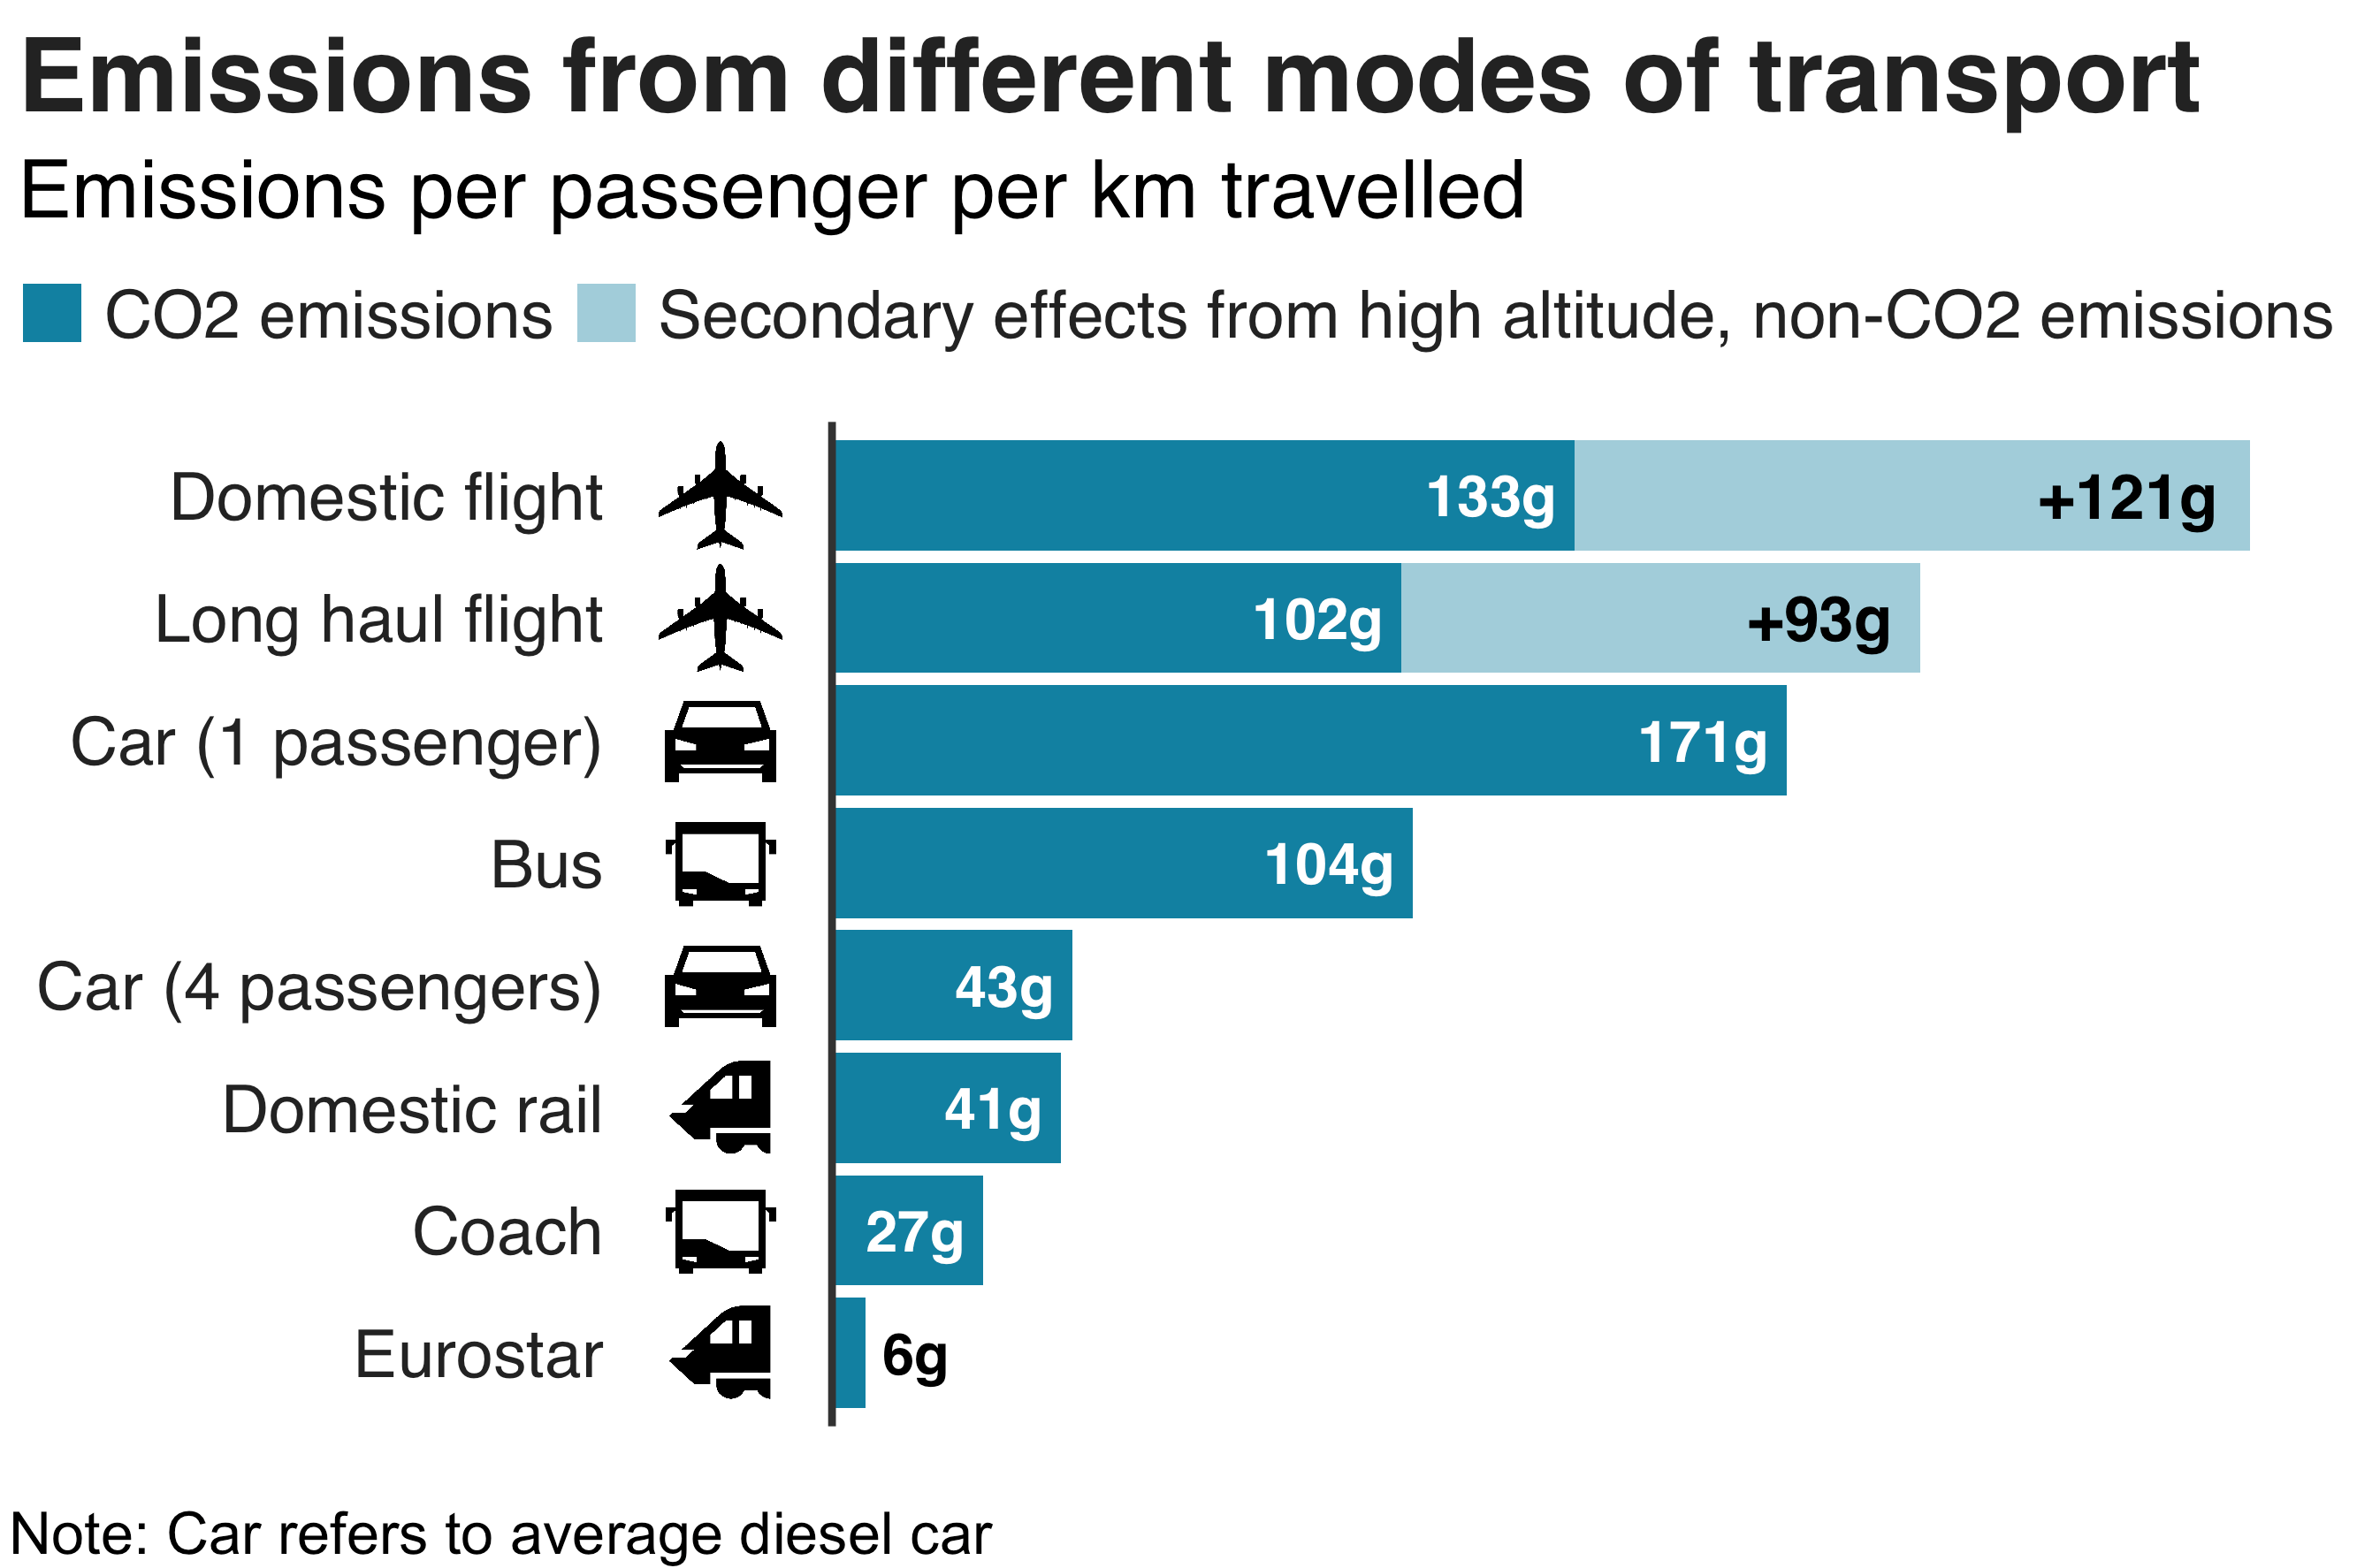 Emissions from different modes of transport
Emissions per passenger per km travelled
CO2 emissions Secondary effects from high altitude, non-CO2 emissions
Domestic flight 133g +121g
Long haul flight 102g +93g
Car (1 passenger) 171g
Bus 104g
Car (4 passengers) 43g
Domestic rail 41g
Coach 27g
Eurostar 6g
Note: Car refers to average diesel car